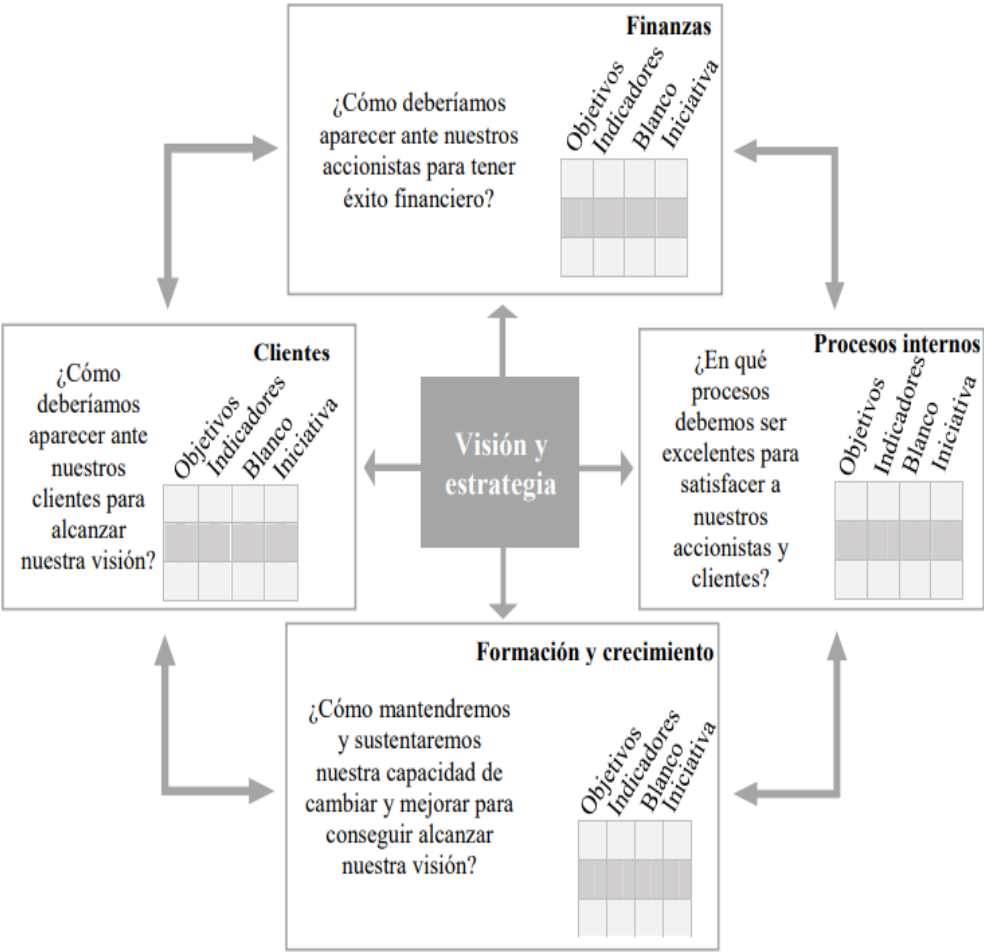 Finanzas
¿Cómo deberíamos
aparecer ante nuestros
accionistas para tener
éxito financiero?
Objetivos
Indicadores
Blanco
Iniciativa
Clientes
¿Cómo
deberíamos
aparecer ante
nuestros
clientes para
alcanzar
nuestra visión?
Objetivos
Indicadores
Blanco
Iniciativa
Visión y
estrategia
Procesos internos
¿En qué
procesos
debemos ser
excelentes para
satisfacer a
nuestros
accionistas y
clientes?
Objetivos
Indicadores
Blanco
Iniciativa
Formación y crecimiento
¿Cómo mantendremos
y sustentaremos
nuestra capacidad de
cambiar y mejorar para
conseguir alcanzar
nuestra visión?
Objetivos
Indicadores
Blanco
Iniciativa